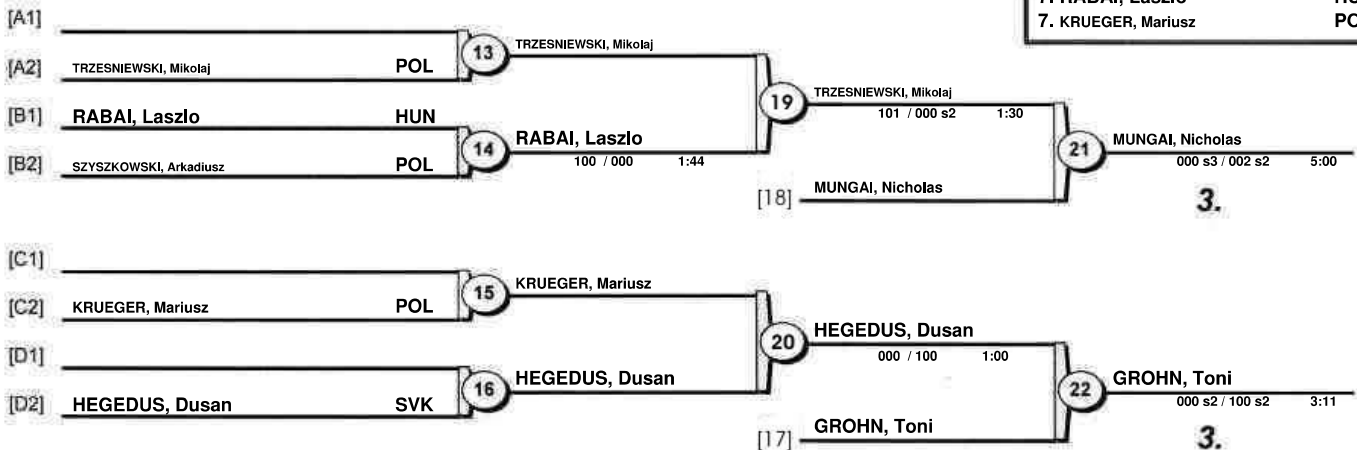 7. RABAI, Laszlo
7. KRUEGER, Mariusz PO
[A1]
[A2] TRZESNIEWSKI, Mikolaj POL
13 TRZESNIEWSKI, Mikolaj
[B1] RABAI, Laszlo HUN
[B2] SZYSZKOWSKI, Arkadiusz POL
14 RABAI, Laszlo
100 / 000 1:44
19 TRZESNIEWSKI, Mikolaj
101 / 000 s2 1:30
[18] MUNGAI, Nicholas
21 MUNGAI, Nicholas
000 s3 / 002 s2 5:00
3.
[C1]
[C2] KRUEGER, Mariusz POL
15 KRUEGER, Mariusz
[D1]
[D2] HEGEDUS, Dusan SVK
16 HEGEDUS, Dusan
20 HEGEDUS, Dusan
000 / 100 1:00
[17] GROHN, Toni
22 GROHN, Toni
000 s2 / 100 s2 3:11
3.